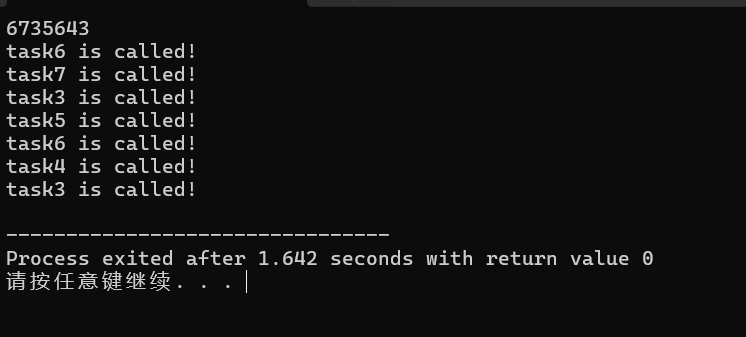 6735643
task6 is called!
task7 is called!
task3 is called!
task5 is called!
task6 is called!
task4 is called!
task3 is called!
--------------------------------
Process exited after 1.642 seconds with return value 0
请按任意键继续. . .